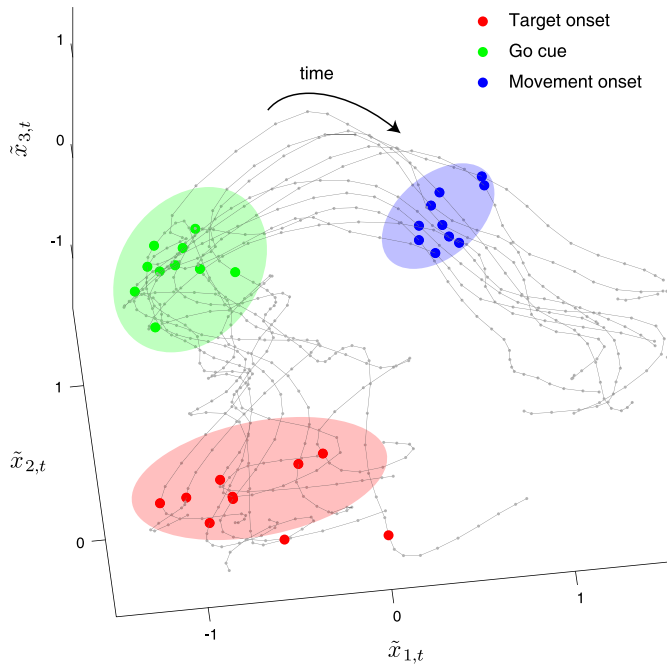 Target onset
Go cue
Movement onset
time
1
0
-1
x̃3,t
1
0
x̃2,t
-1
0
1
x̃1,t